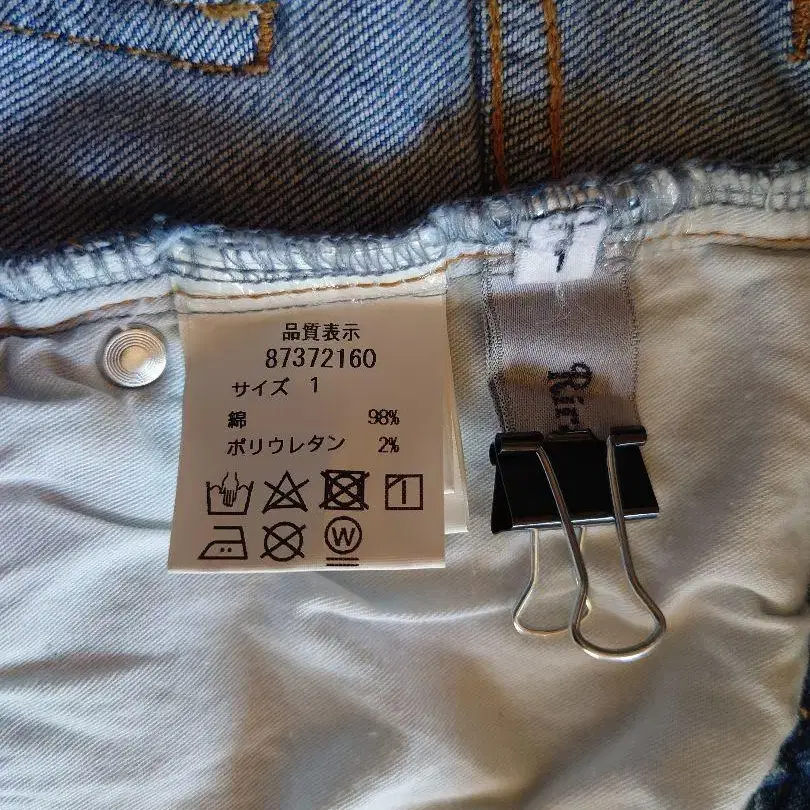 品質表示
87372160
サイズ 1
綿 98%
ポリウレタン 2%
W
1